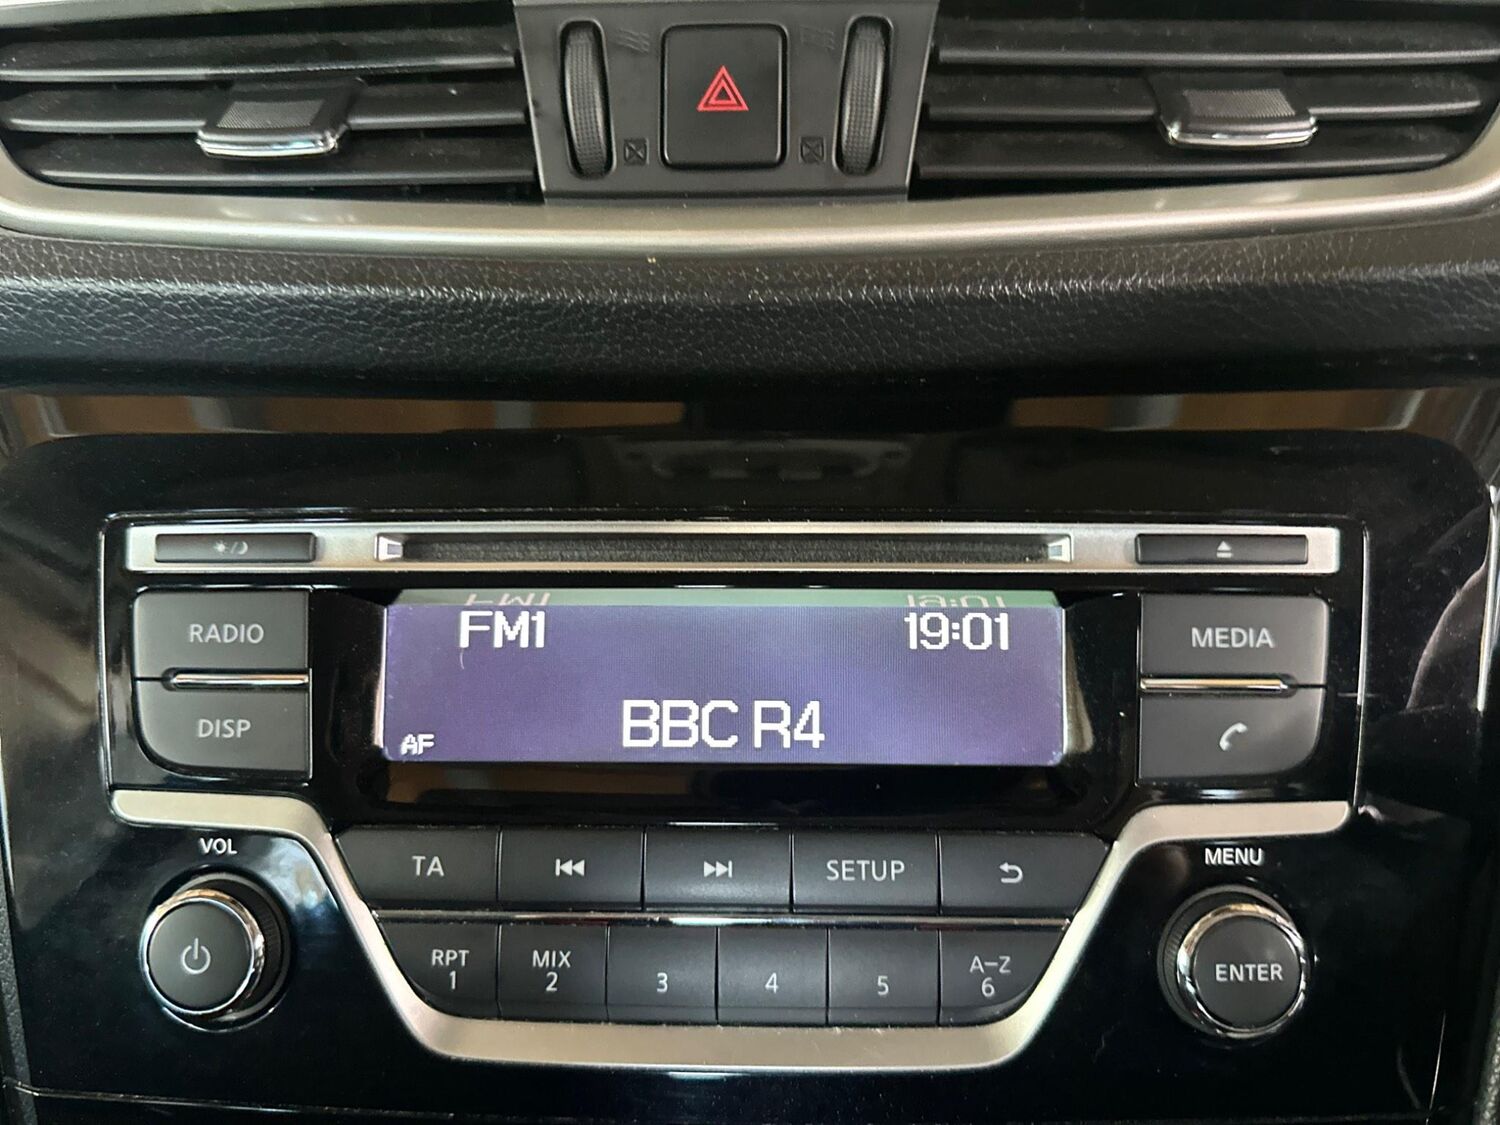 RADIO
DISP
FM1
19:01
BBC R4
AF
MEDIA
VOL
TA
SETUP
MENU
RPT
1
MIX
2
3
4
5
A-Z
6
ENTER